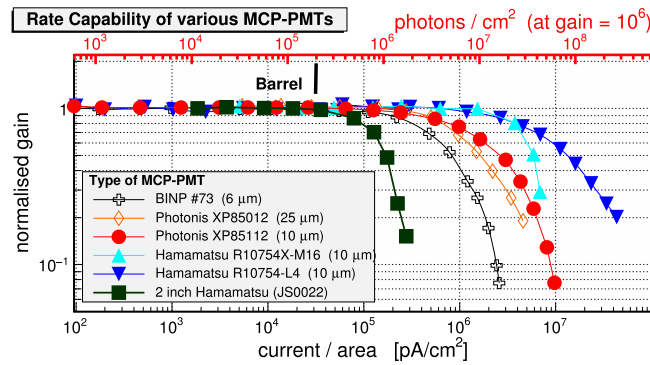 Rate Capability of various MCP-PMTs
photons / cm² (at gain = 10⁶)
10³ 10⁴ 10⁵ 10⁶ 10⁷ 10⁸
Barrel
normalised gain
1
10⁻¹
Type of MCP-PMT
BINP #73 (6 μm)
Photonis XP85012 (25 μm)
Photonis XP85112 (10 μm)
Hamamatsu R10754X-M16 (10 μm)
Hamamatsu R10754-L4 (10 μm)
2 inch Hamamatsu (JS0022)
10² 10³ 10⁴ 10⁵ 10⁶ 10⁷
current / area [pA/cm²]